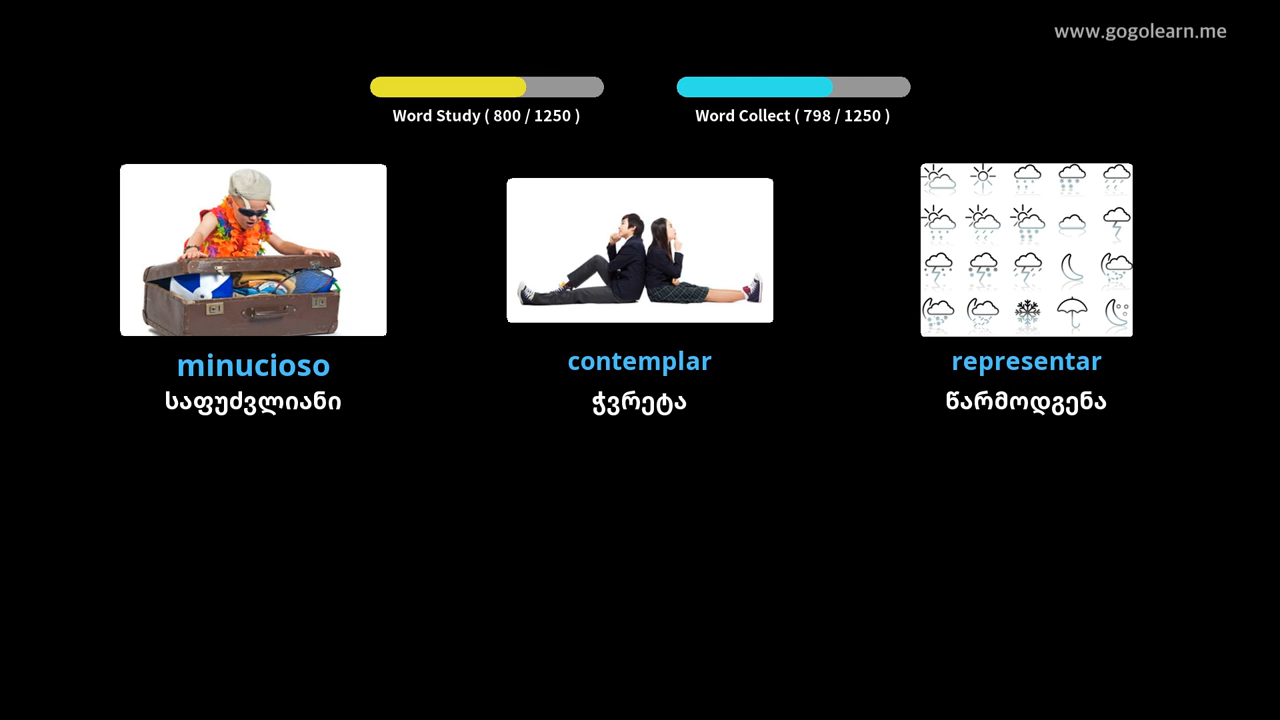 www.gogolearn.me
Word Study ( 800 / 1250 )
Word Collect ( 798 / 1250 )
minucioso
საფუძვლიანი
contemplar
ჭვრეტა
representar
წარმოდგენა